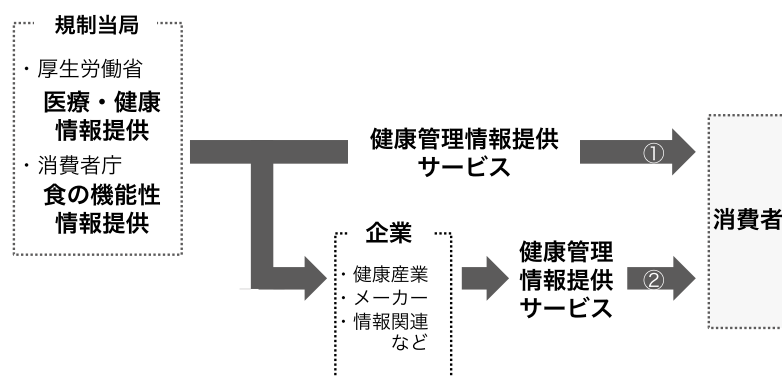 規制当局
・厚生労働省
医療・健康
情報提供
・消費者庁
食の機能性
情報提供
健康管理情報提供
サービス
①
企業
・健康産業
・メーカー
・情報関連
など
健康管理
情報提供
サービス
②
消費者